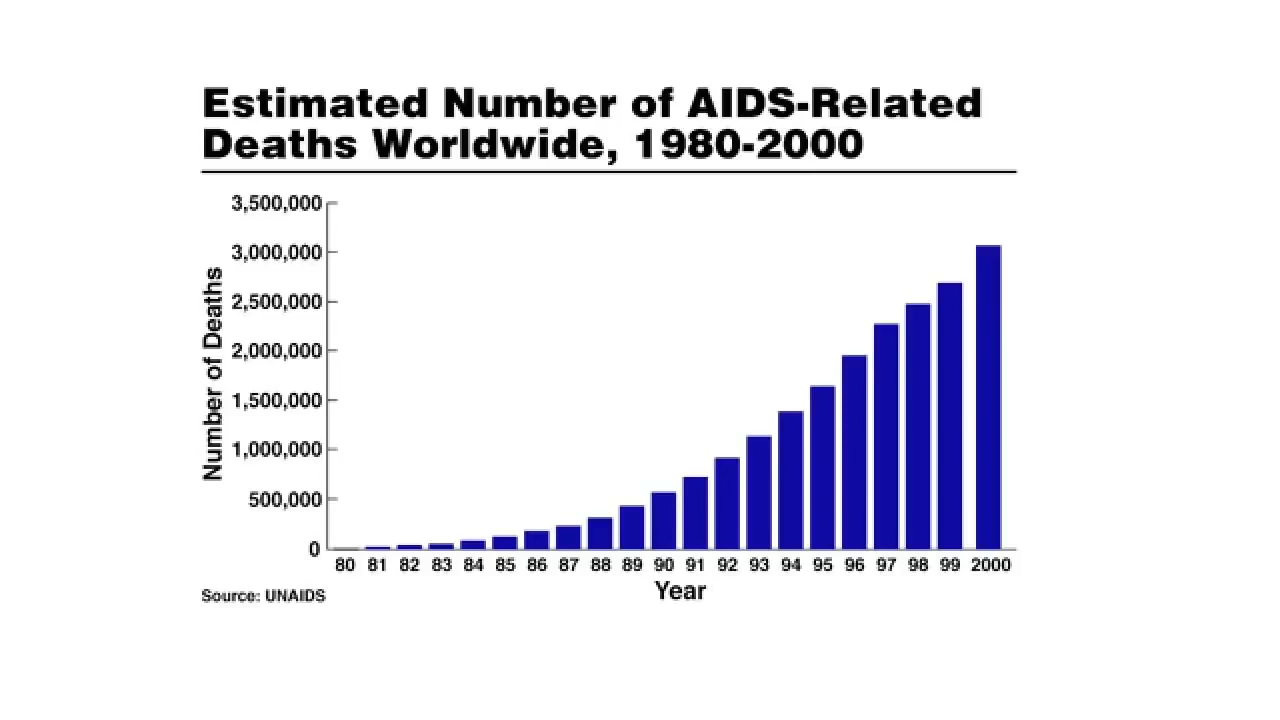 Estimated Number of AIDS-Related
Deaths Worldwide, 1980-2000
3,500,000
3,000,000
2,500,000
2,000,000
1,500,000
1,000,000
500,000
0
Number of Deaths
80 81 82 83 84 85 86 87 88 89 90 91 92 93 94 95 96 97 98 99 2000
Year
Source: UNAIDS